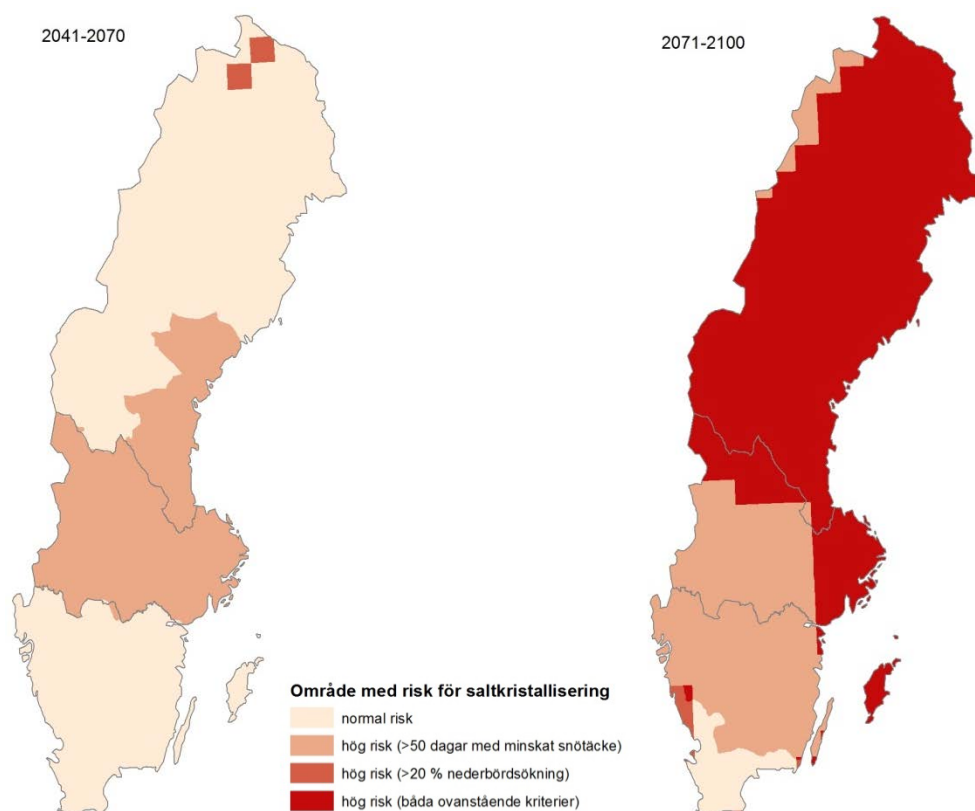 2041-2070
2071-2100
Område med risk för saltkristallisering
normal risk
hög risk (>50 dagar med minskat snötäcke)
hög risk (>20 % nederbördsökning)
hög risk (båda ovanstående kriterier)